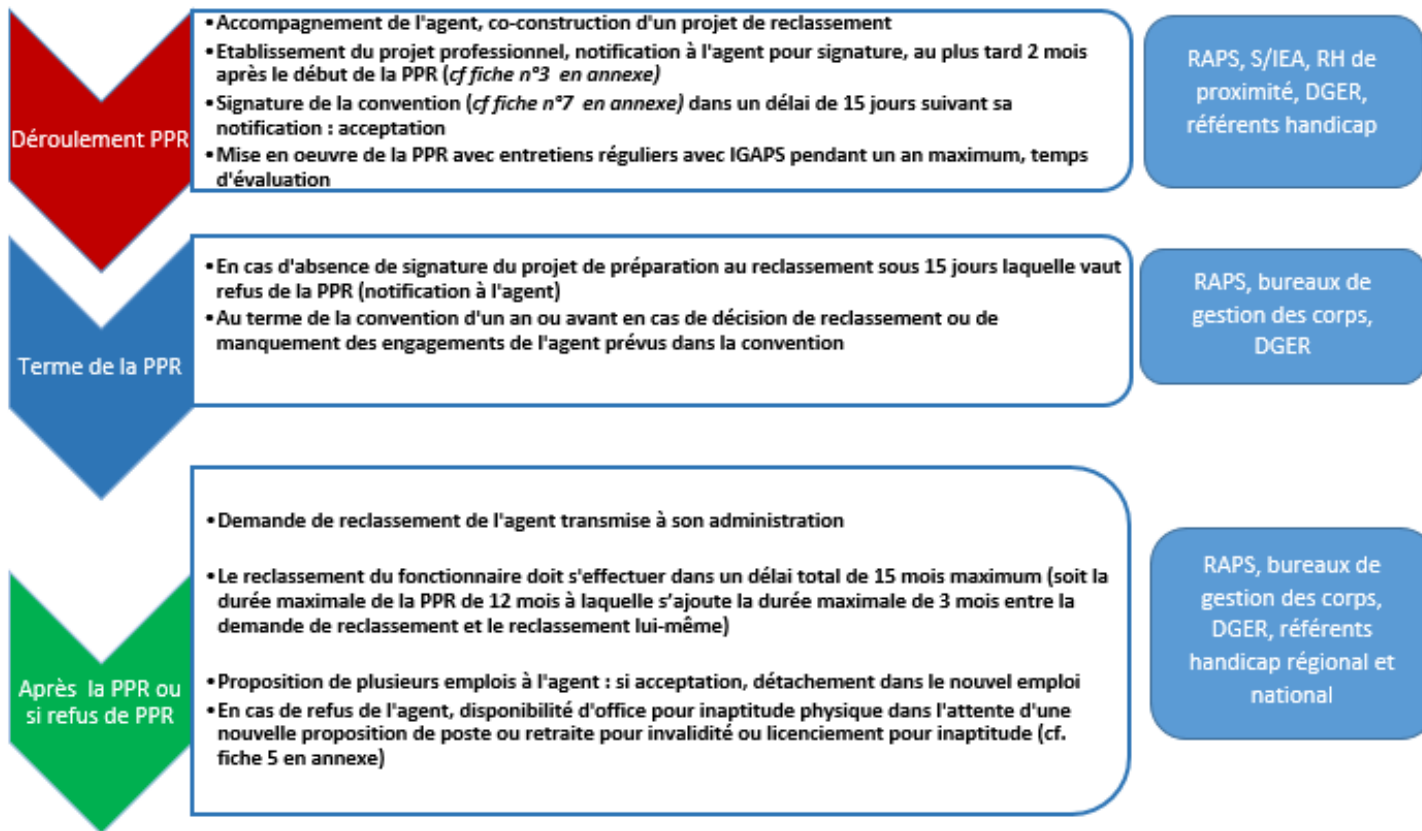 Déroulement PPR
•Accompagnement de l'agent, co-construction d'un projet de reclassement
•Etablissement du projet professionnel, notification à l'agent pour signature, au plus tard 2 mois
après le début de la PPR (cf fiche n°3 en annexe)
•Signature de la convention (cf fiche n°7 en annexe) dans un délai de 15 jours suivant sa
notification : acceptation
•Mise en oeuvre de la PPR avec entretiens réguliers avec IGAPS pendant un an maximum, temps
d'évaluation
RAPS, S/IEA, RH de
proximité, DGER,
référents handicap
Terme de la PPR
•En cas d'absence de signature du projet de préparation au reclassement sous 15 jours laquelle vaut
refus de la PPR (notification à l'agent)
•Au terme de la convention d'un an ou avant en cas de décision de reclassement ou de
manquement des engagements de l'agent prévus dans la convention
RAPS, bureaux de
gestion des corps,
DGER
Après la PPR ou
si refus de PPR
•Demande de reclassement de l'agent transmise à son administration
•Le reclassement du fonctionnaire doit s'effectuer dans un délai total de 15 mois maximum (soit la
durée maximale de la PPR de 12 mois à laquelle s’ajoute la durée maximale de 3 mois entre la
demande de reclassement et le reclassement lui-même)
•Proposition de plusieurs emplois à l'agent : si acceptation, détachement dans le nouvel emploi
•En cas de refus de l'agent, disponibilité d'office pour inaptitude physique dans l'attente d'une
nouvelle proposition de poste ou retraite pour invalidité ou licenciement pour inaptitude (cf.
fiche 5 en annexe)
RAPS, bureaux de
gestion des corps,
DGER, référents
handicap régional et
national